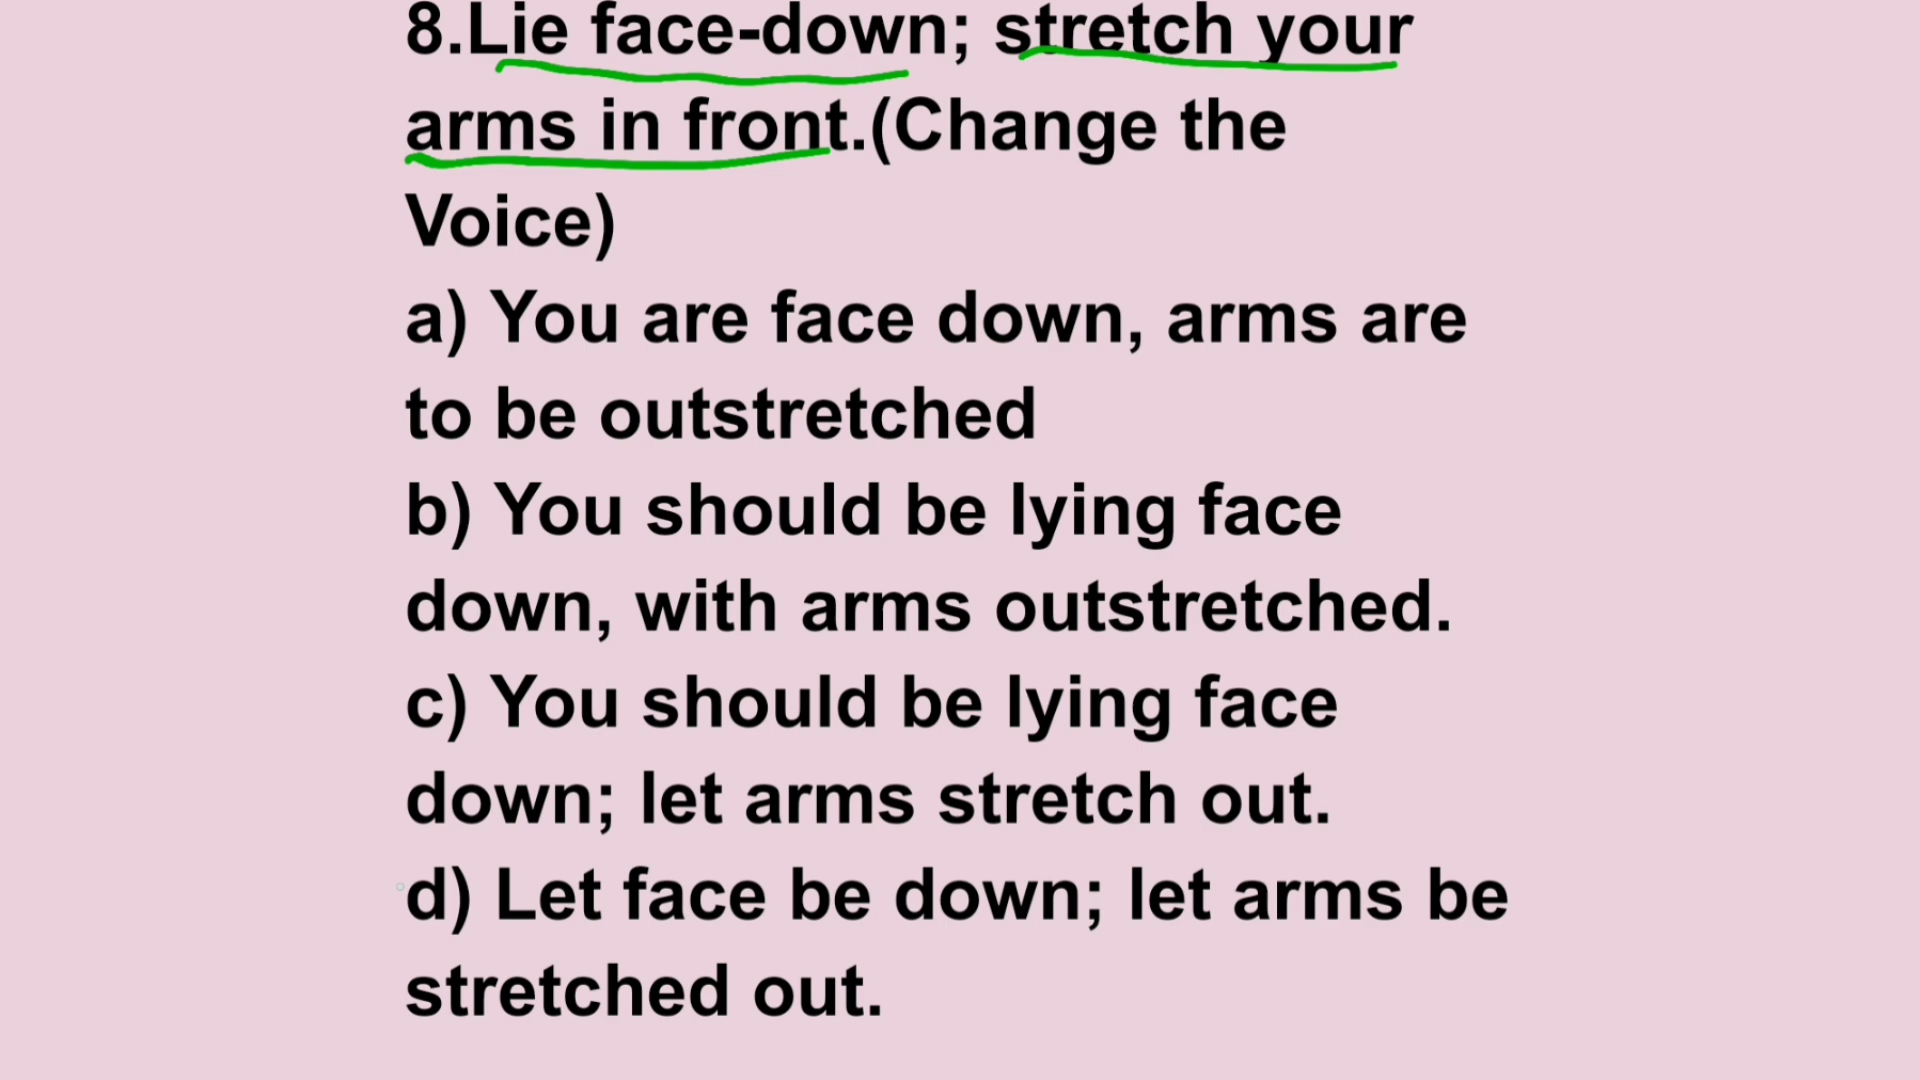 8.Lie face-down; stretch your
arms in front.(Change the
Voice)
a) You are face down, arms are
to be outstretched
b) You should be lying face
down, with arms outstretched.
c) You should be lying face
down; let arms stretch out.
d) Let face be down; let arms be
stretched out.